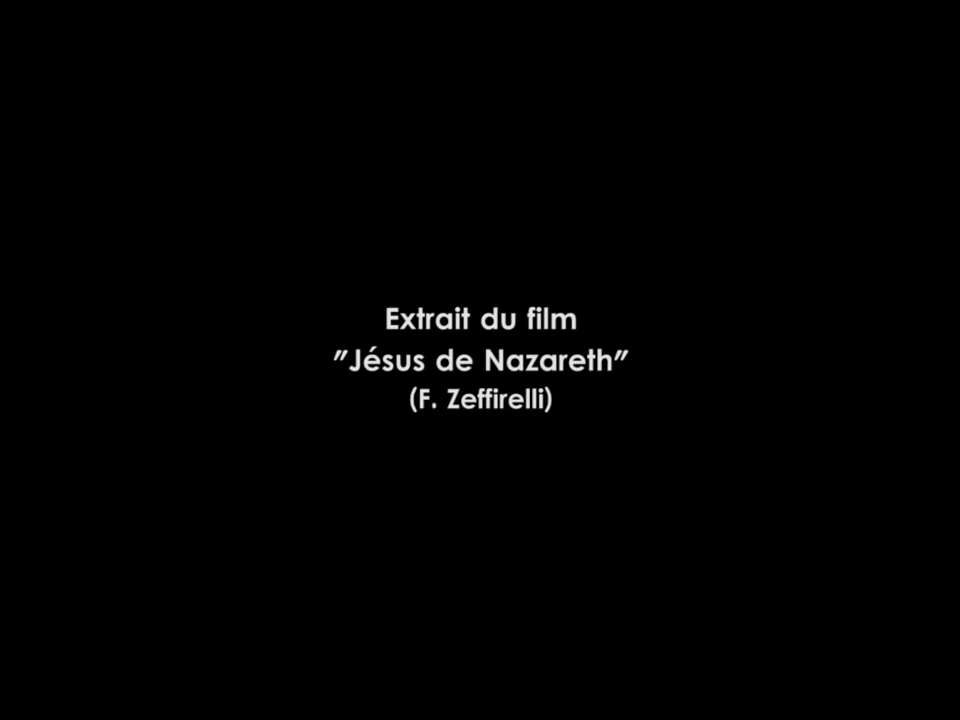 Extrait du film
"Jésus de Nazareth"
(F. Zeffirelli)